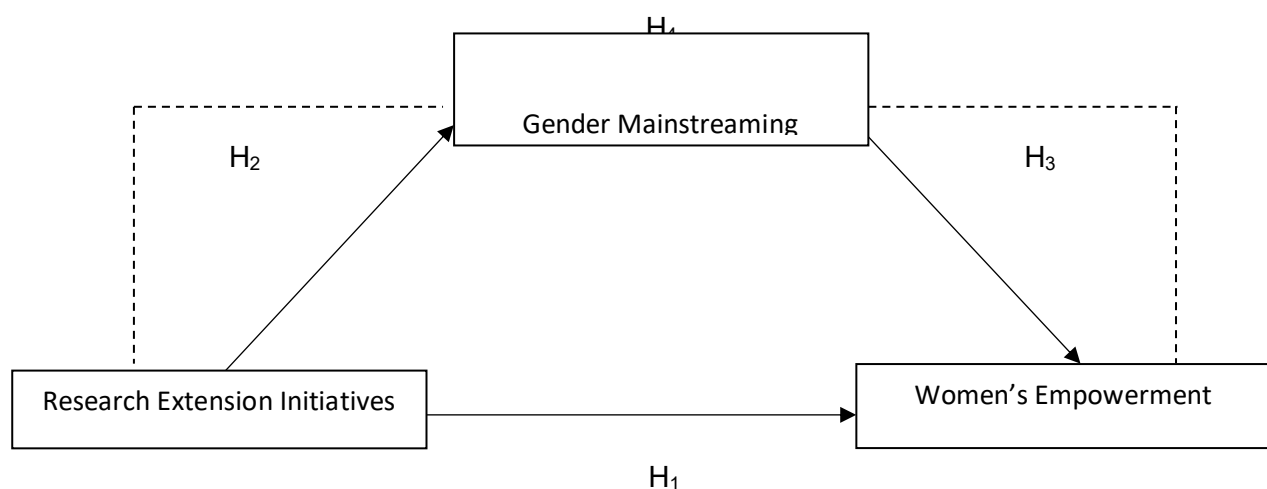 H₄
Gender Mainstreaming
H₂
H₃
Research Extension Initiatives
Women’s Empowerment
H₁